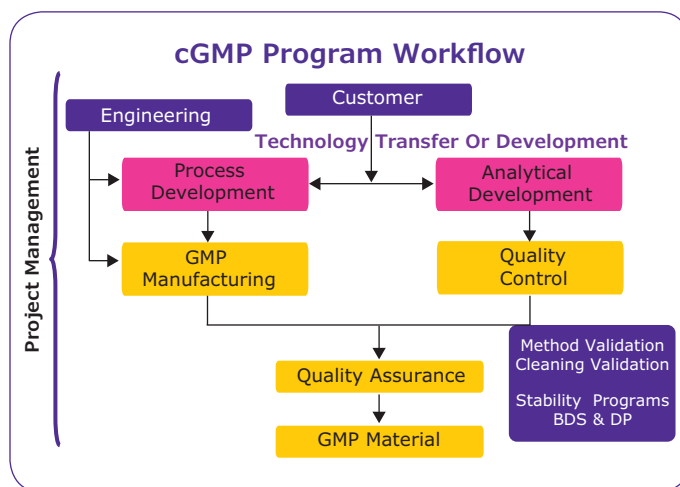 cGMP Program Workflow
Customer
Engineering
Technology Transfer Or Development
Process
Development
Analytical
Development
GMP
Manufacturing
Quality
Control
Project Management
Method Validation
Cleaning Validation
Stability Programs
BDS & DP
Quality Assurance
GMP Material